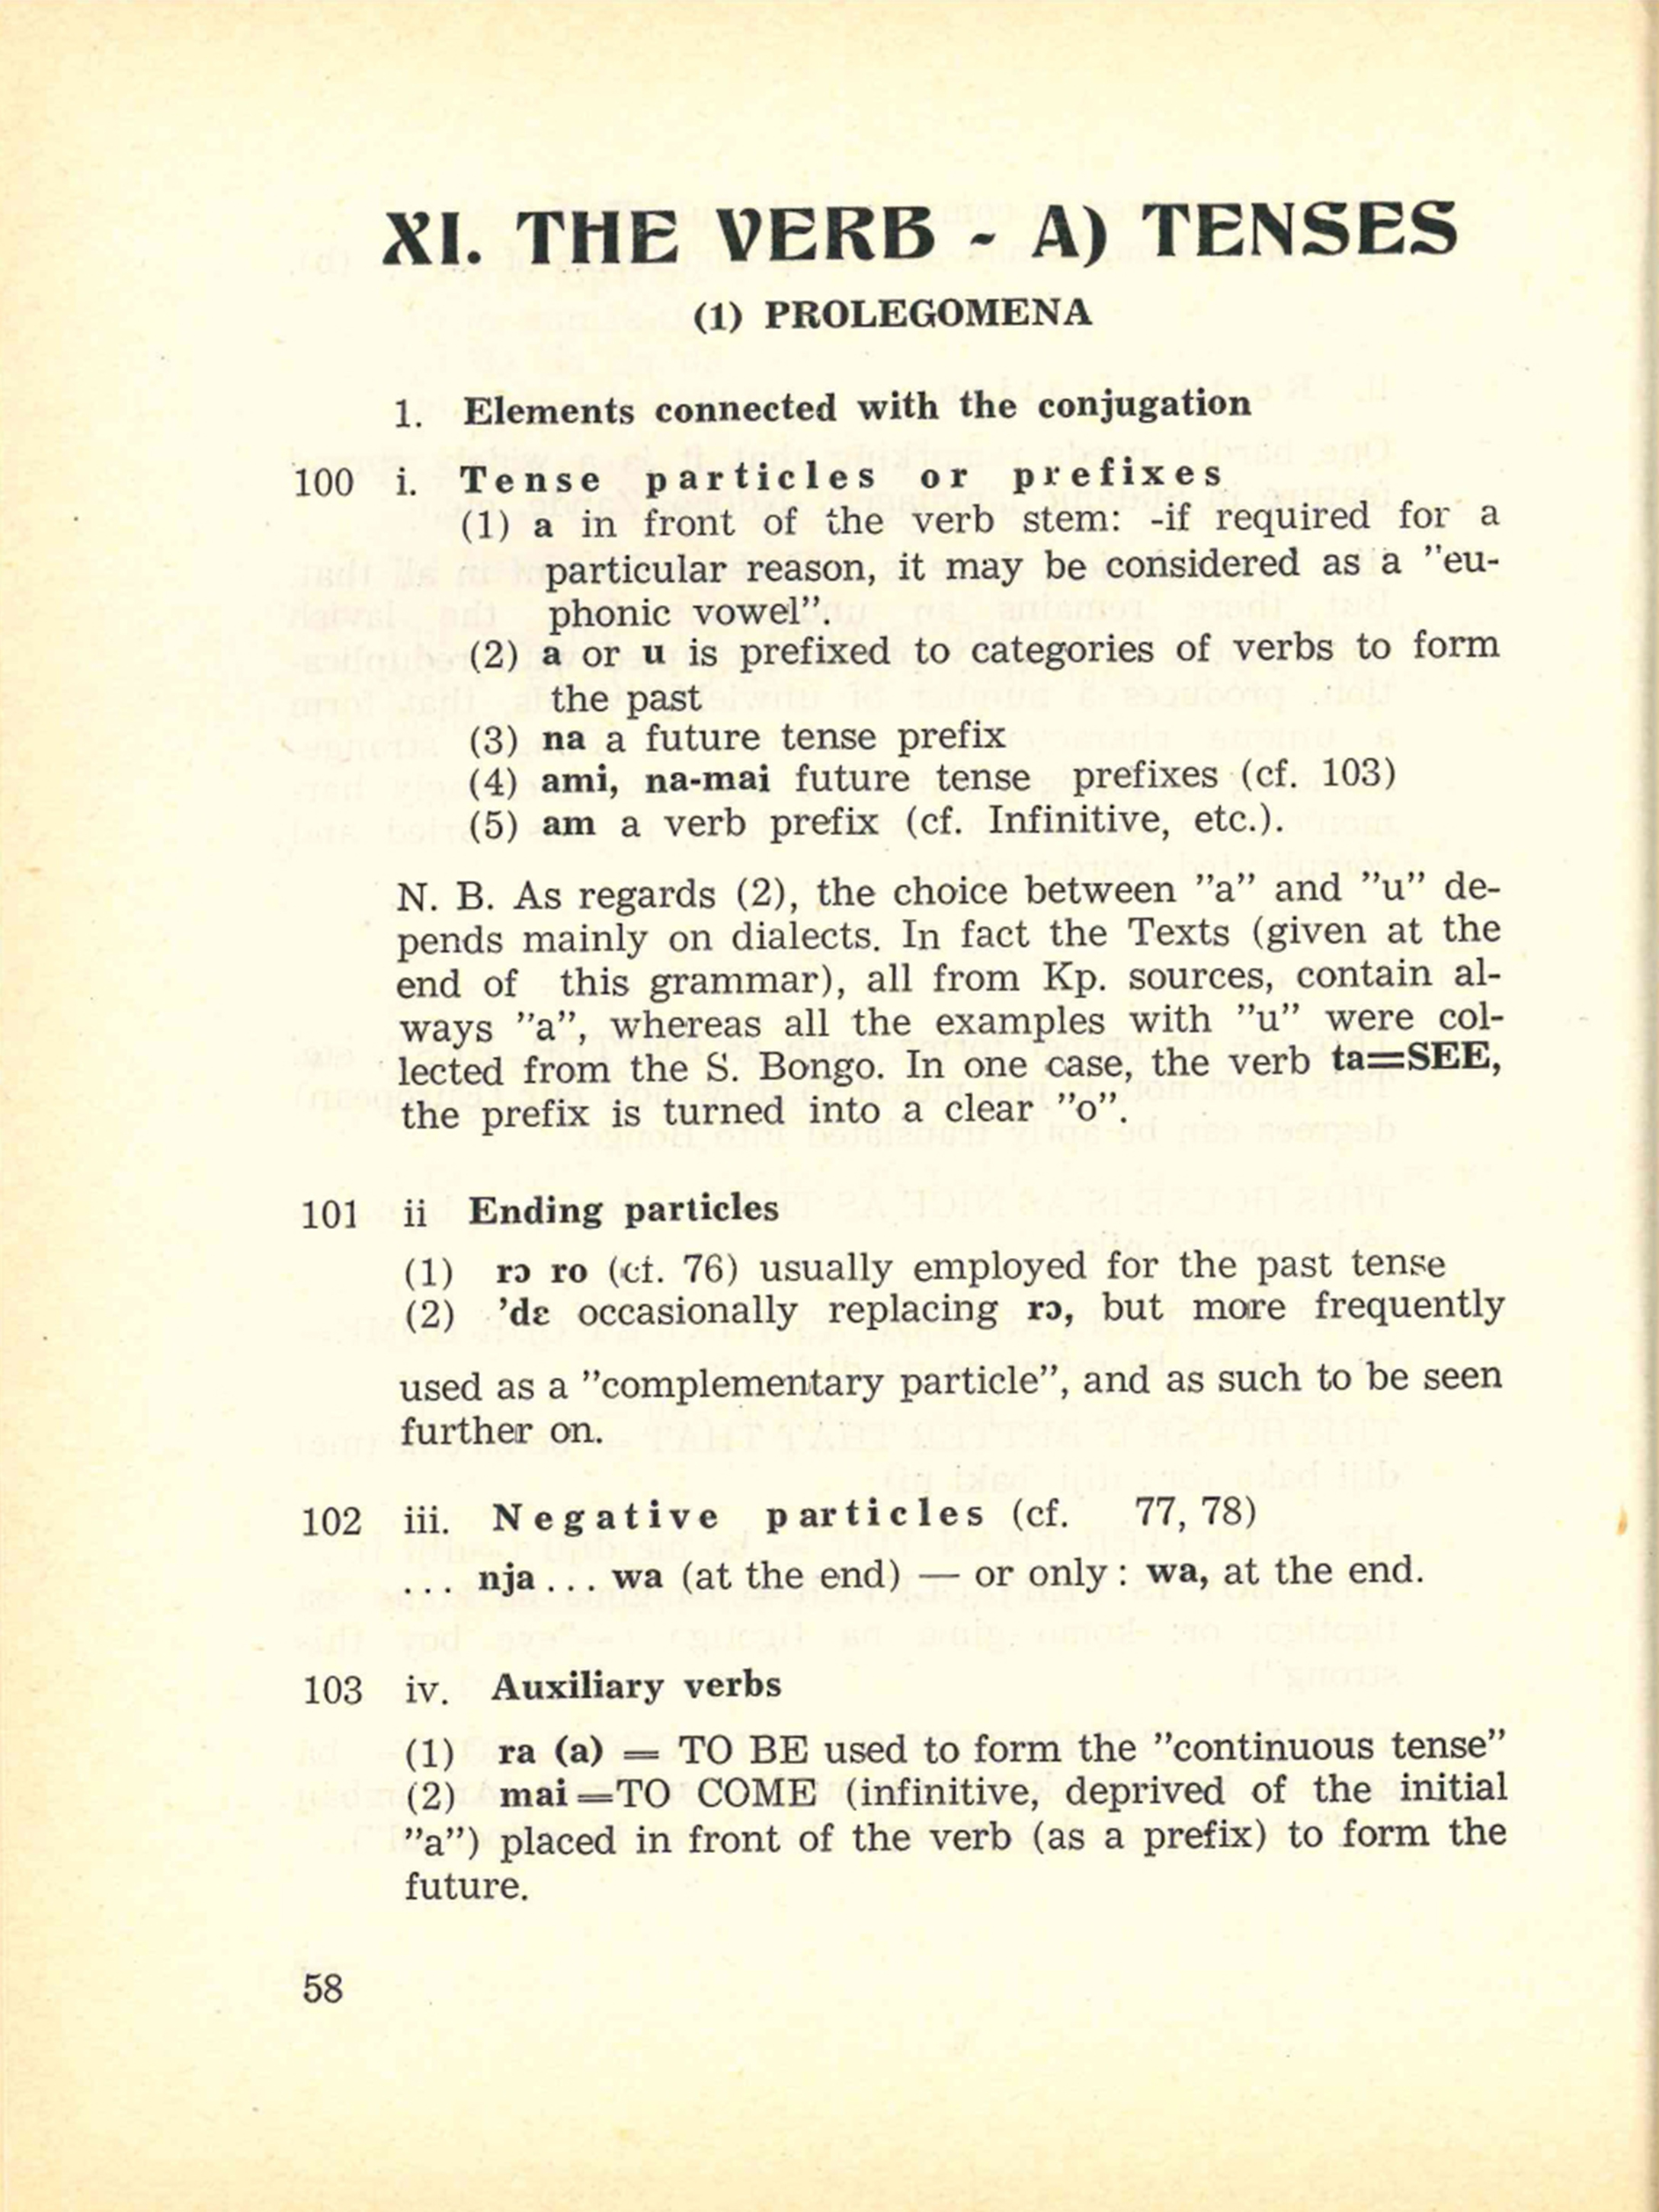 XI. THE VERB - A) TENSES
(1) PROLEGOMENA
1. Elements connected with the conjugation
100 i. Tense particles or prefixes
(1) a in front of the verb stem: -if required for a
particular reason, it may be considered as a ”eu-
phonic vowel”.
(2) a or u is prefixed to categories of verbs to form
the past
(3) na a future tense prefix
(4) ami, na-mai future tense prefixes (cf. 103)
(5) am a verb prefix (cf. Infinitive, etc.).
N. B. As regards (2), the choice between ”a” and ”u” de-
pends mainly on dialects. In fact the Texts (given at the
end of this grammar), all from Kp. sources, contain al-
ways ”a”, whereas all the examples with ”u” were col-
lected from the S. Bongo. In one case, the verb ta=SEE,
the prefix is turned into a clear ”o”.
101 ii Ending particles
(1) rɔ ro (cf. 76) usually employed for the past tense
(2) ’dɛ occasionally replacing rɔ, but more frequently
used as a ”complementary particle”, and as such to be seen
further on.
102 iii. Negative particles (cf. 77, 78)
... nja... wa (at the end) — or only: wa, at the end.
103 iv. Auxiliary verbs
(1) ra (a) = TO BE used to form the ”continuous tense”
(2) mai=TO COME (infinitive, deprived of the initial
”a”) placed in front of the verb (as a prefix) to form the
future.
58